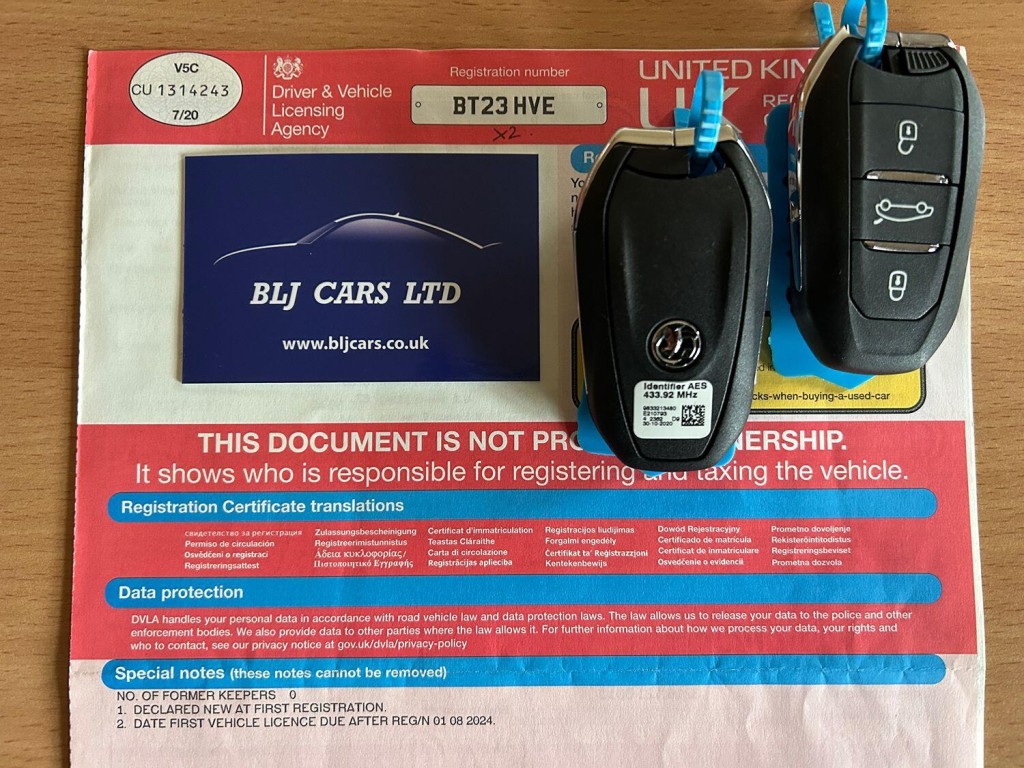 V5C
CU 1314243
7/20
Driver & Vehicle
Licensing
Agency
Registration number
BT23 HVE
x2.
UNITED KIN
UK
BLJ CARS LTD
www.bljcars.co.uk
Identifier AES
433.92 MHz
9833213480
E210793
30-10-2020
cks-when-buying-a-used-car
THIS DOCUMENT IS NOT PRO NERSHIP.
It shows who is responsible for registering and taxing the vehicle.
Registration Certificate translations
свидетелство за регистрация
Permiso de circulación
Osvědčení o registraci
Registreringsattest
Zulassungsbescheinigung
Registreerimistunnistus
Άδεια κυκλοφορίας/
Πιστοποιητικό Εγγραφής
Certificat d'immatriculation
Teastas Cláraithe
Carta di circolazione
Reģistrācijas apliecība
Registracijos liudijimas
Forgalmi engedély
Ċertifikat ta' Reġistrazzjoni
Kentekenbewijs
Dowód Rejestracyjny
Certificado de matrícula
Certificat de inmatriculare
Osvedčenie o evidencii
Prometno dovoljenje
Rekisteröintitodistus
Registreringsbeviset
Prometna dozvola
Data protection
DVLA handles your personal data in accordance with road vehicle law and data protection laws. The law allows us to release your data to the police and other
enforcement bodies. We also provide data to other parties where the law allows it. For further information about how we process your data, your rights and
who to contact, see our privacy notice at gov.uk/dvla/privacy-policy
Special notes (these notes cannot be removed)
NO. OF FORMER KEEPERS 0
1. DECLARED NEW AT FIRST REGISTRATION.
2. DATE FIRST VEHICLE LICENCE DUE AFTER REG/N 01 08 2024.